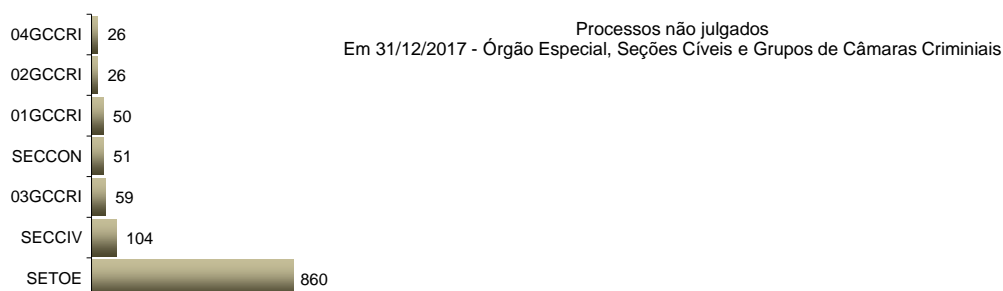 Processos não julgados
Em 31/12/2017 - Órgão Especial, Seções Cíveis e Grupos de Câmaras Criminiais
04GCCRI 26
02GCCRI 26
01GCCRI 50
SECCON 51
03GCCRI 59
SECCIV 104
SETOE 860